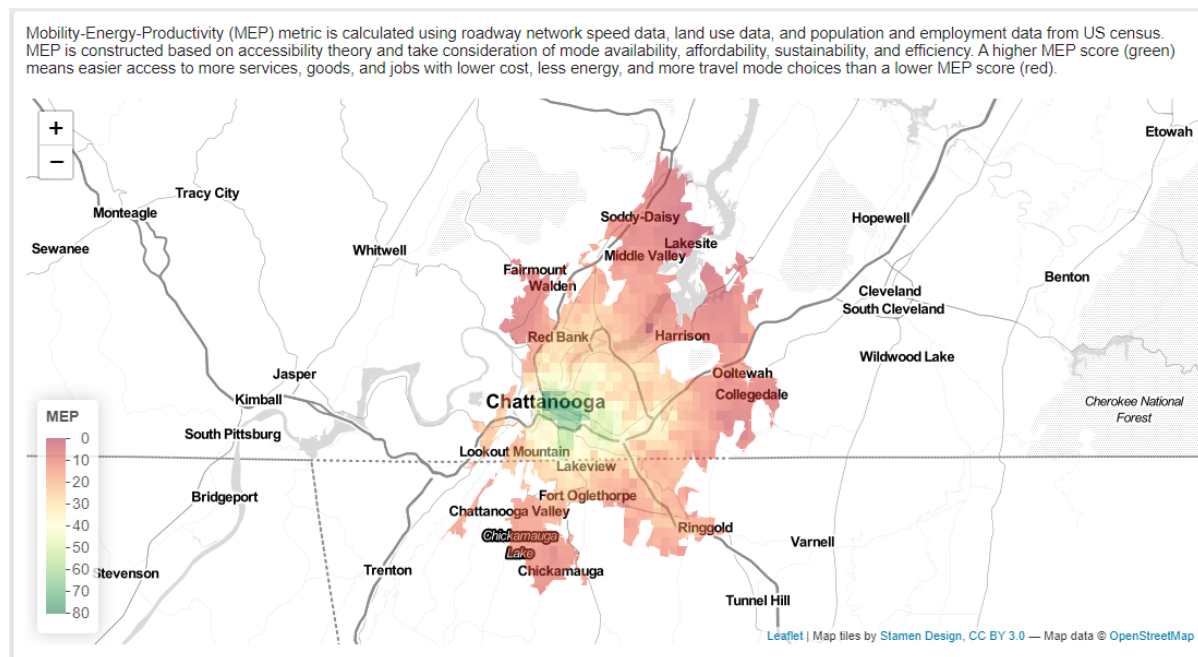 Mobility-Energy-Productivity (MEP) metric is calculated using roadway network speed data, land use data, and population and employment data from US census.
MEP is constructed based on accessibility theory and take consideration of mode availability, affordability, sustainability, and efficiency. A higher MEP score (green)
means easier access to more services, goods, and jobs with lower cost, less energy, and more travel mode choices than a lower MEP score (red).
+
−
Etowah
Tracy City
Monteagle
Soddy-Daisy
Hopewell
Sewanee
Whitwell
Lakesite
Middle Valley
Fairmount
Walden
Benton
Cleveland
South Cleveland
Red Bank
Harrison
Wildwood Lake
Jasper
Ooltewah
Collegedale
Kimball
Chattanooga
Cherokee National
Forest
MEP
0
10
20
30
40
50
60
70
80
South Pittsburg
Lookout Mountain
Lakeview
Bridgeport
Fort Oglethorpe
Chattanooga Valley
Ringgold
Chickamauga
Lake
Varnell
Stevenson
Trenton
Chickamauga
Tunnel Hill
Leaflet | Map tiles by Stamen Design, CC BY 3.0 — Map data © OpenStreetMap